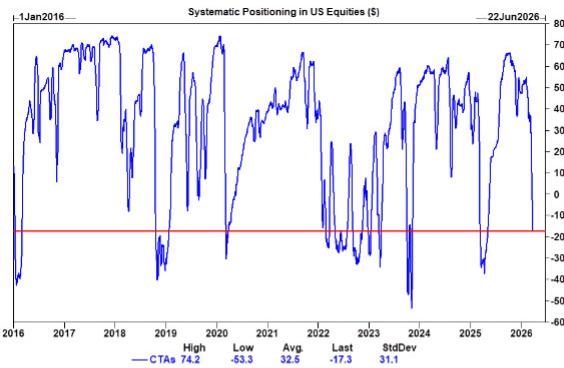 Systematic Positioning in US Equities ($)
1Jan2016
22Jun2026
80
70
60
50
40
30
20
10
0
-10
-20
-30
-40
-50
-60
2016 2017 2018 2019 2020 2021 2022 2023 2024 2025 2026
High Low Avg. Last StdDev
CTAs 74.2 -53.3 32.5 -17.3 31.1